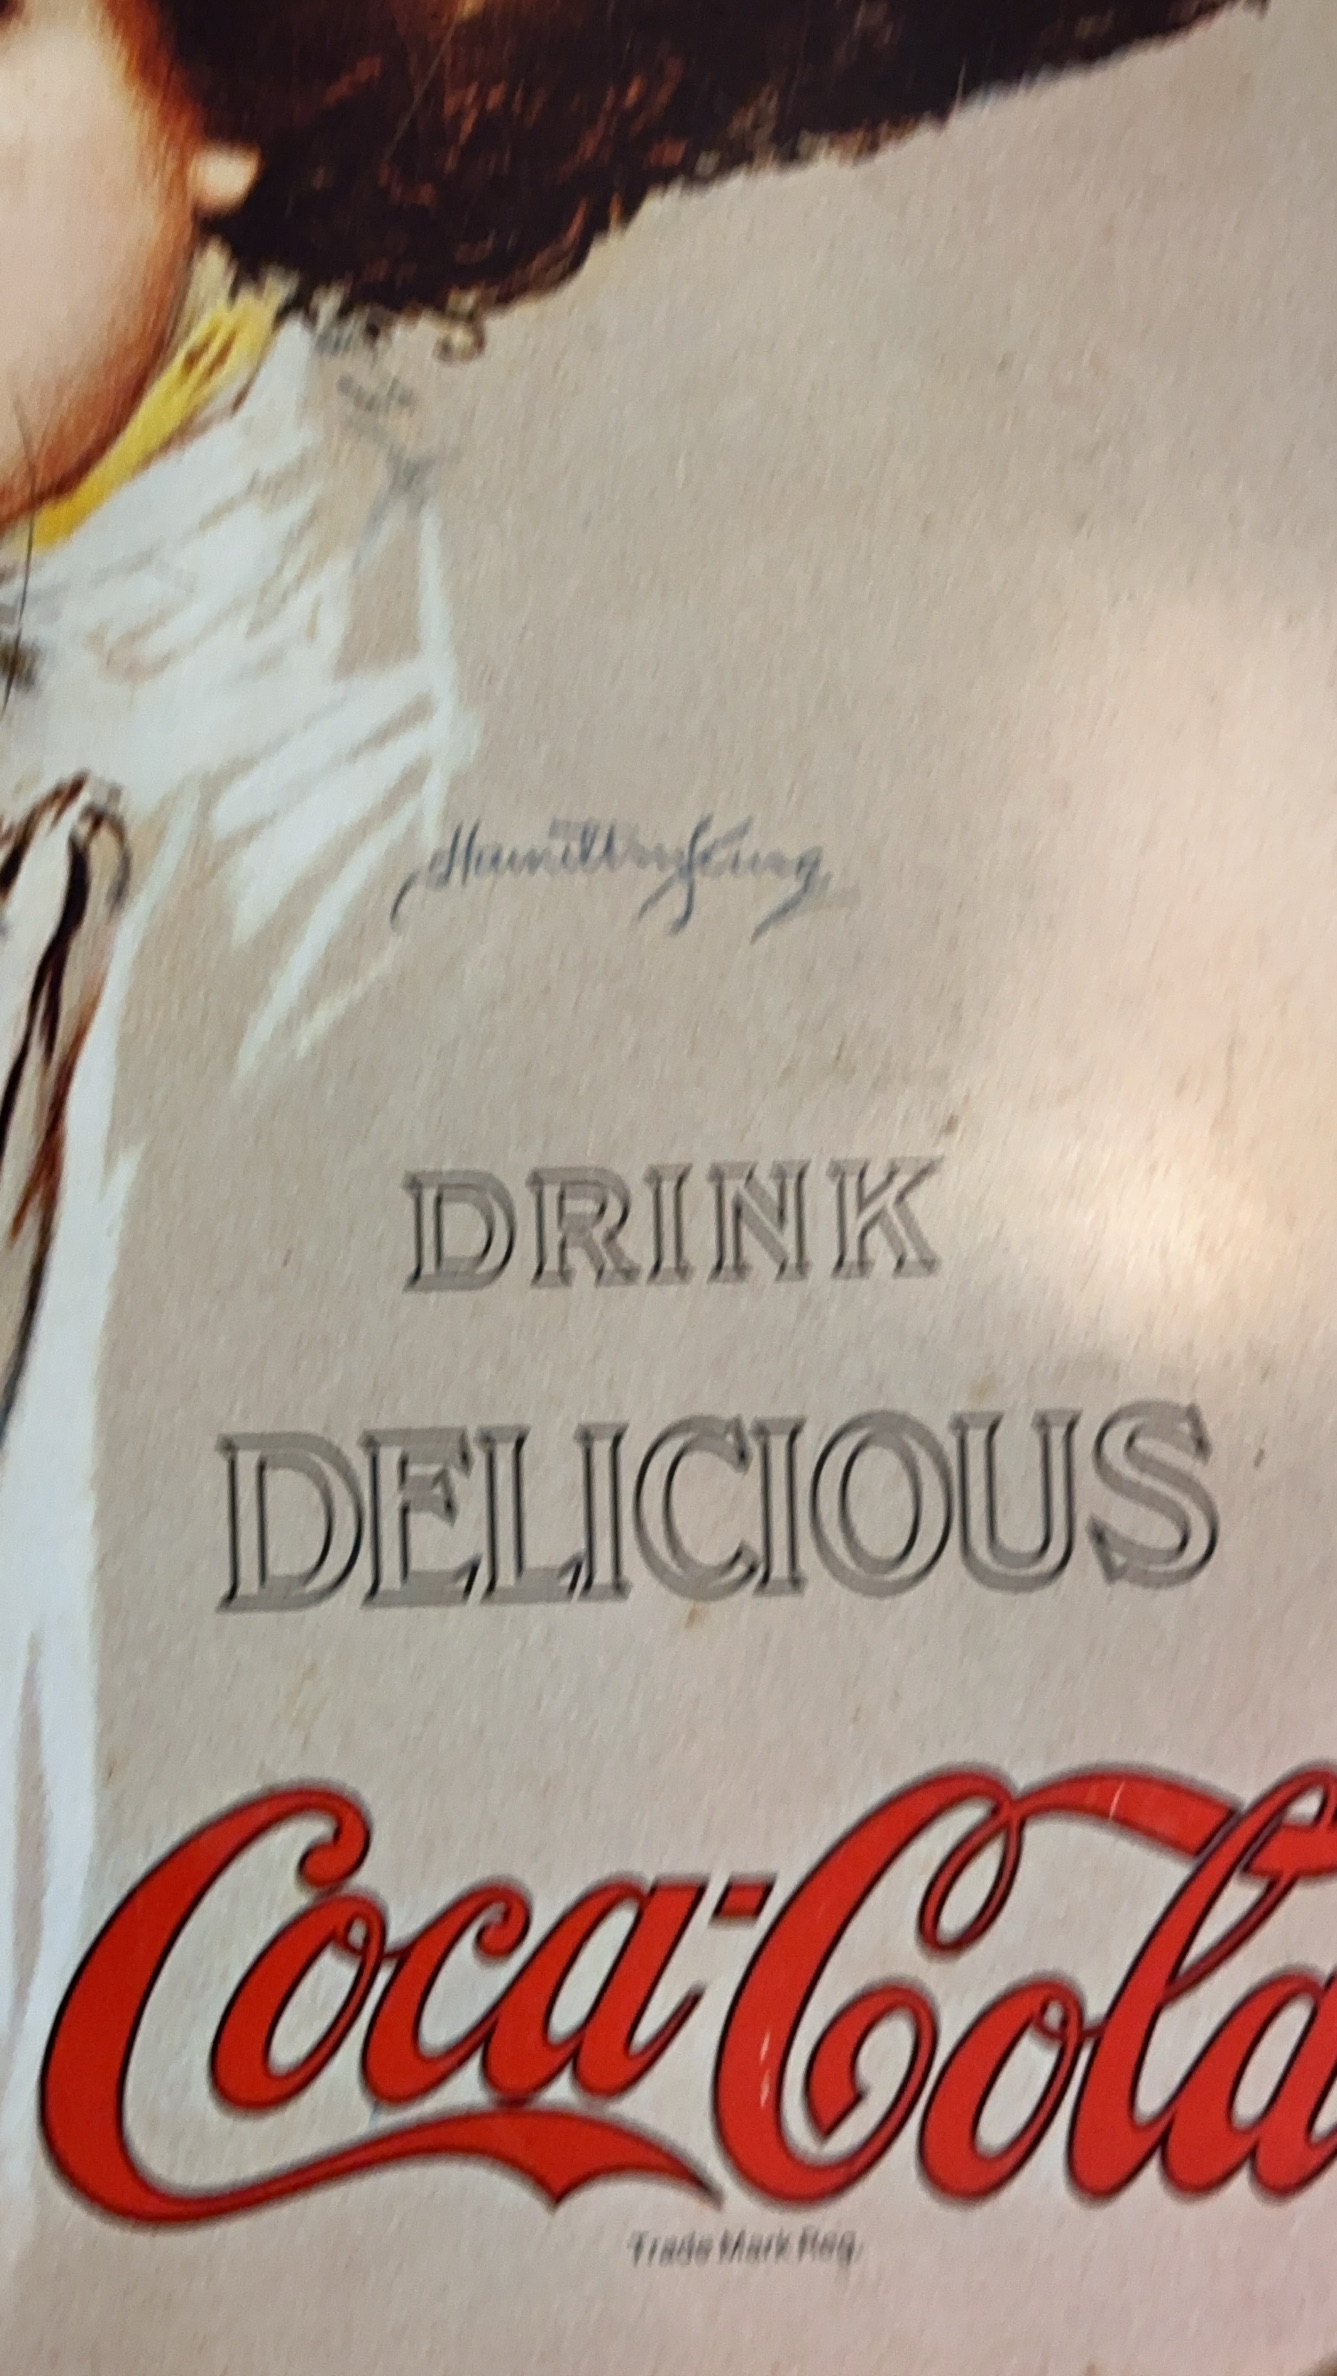 Hamilton King
DRINK
DELICIOUS
Coca-Cola
Trade Mark Reg.